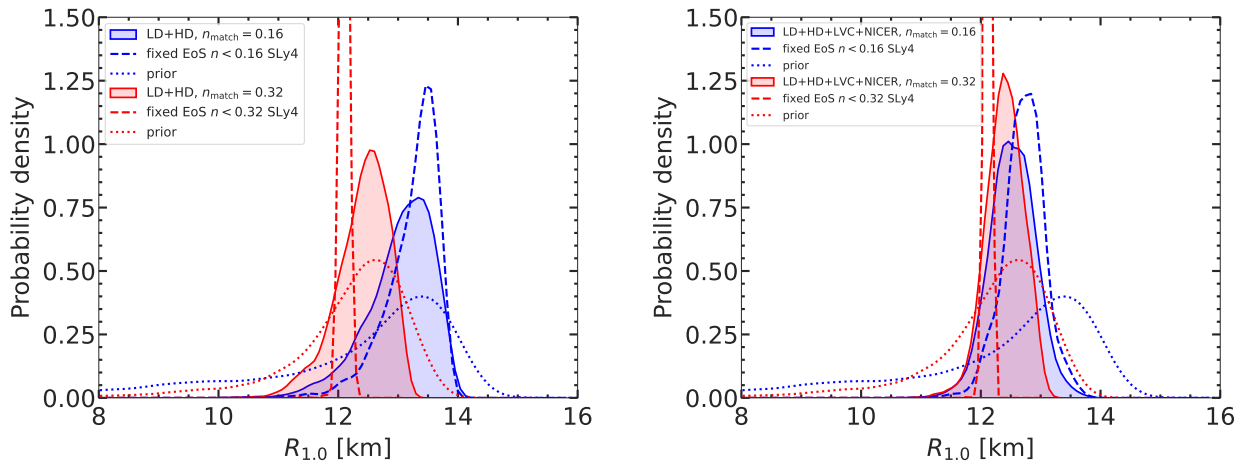 1.50
1.25
1.00
0.75
0.50
0.25
0.00
Probability density
LD+HD, n_match = 0.16
fixed EoS n < 0.16 SLy4
prior
LD+HD, n_match = 0.32
fixed EoS n < 0.32 SLy4
prior
8 10 12 14 16
R_1.0 [km]
1.50
1.25
1.00
0.75
0.50
0.25
0.00
Probability density
LD+HD+LVC+NICER, n_match = 0.16
fixed EoS n < 0.16 SLy4
prior
LD+HD+LVC+NICER, n_match = 0.32
fixed EoS n < 0.32 SLy4
prior
8 10 12 13 14 16
R_1.0 [km]